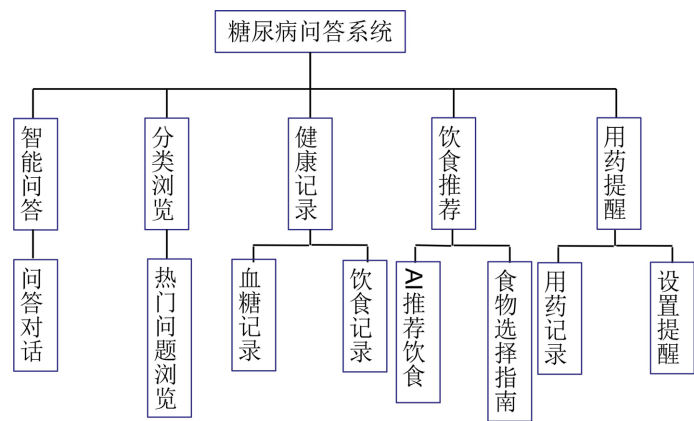 糖尿病问答系统
智能问答
分类浏览
健康记录
饮食推荐
用药提醒
问答对话
热门问题浏览
血糖记录
饮食记录
AI推荐饮食
食物选择指南
用药记录
设置提醒